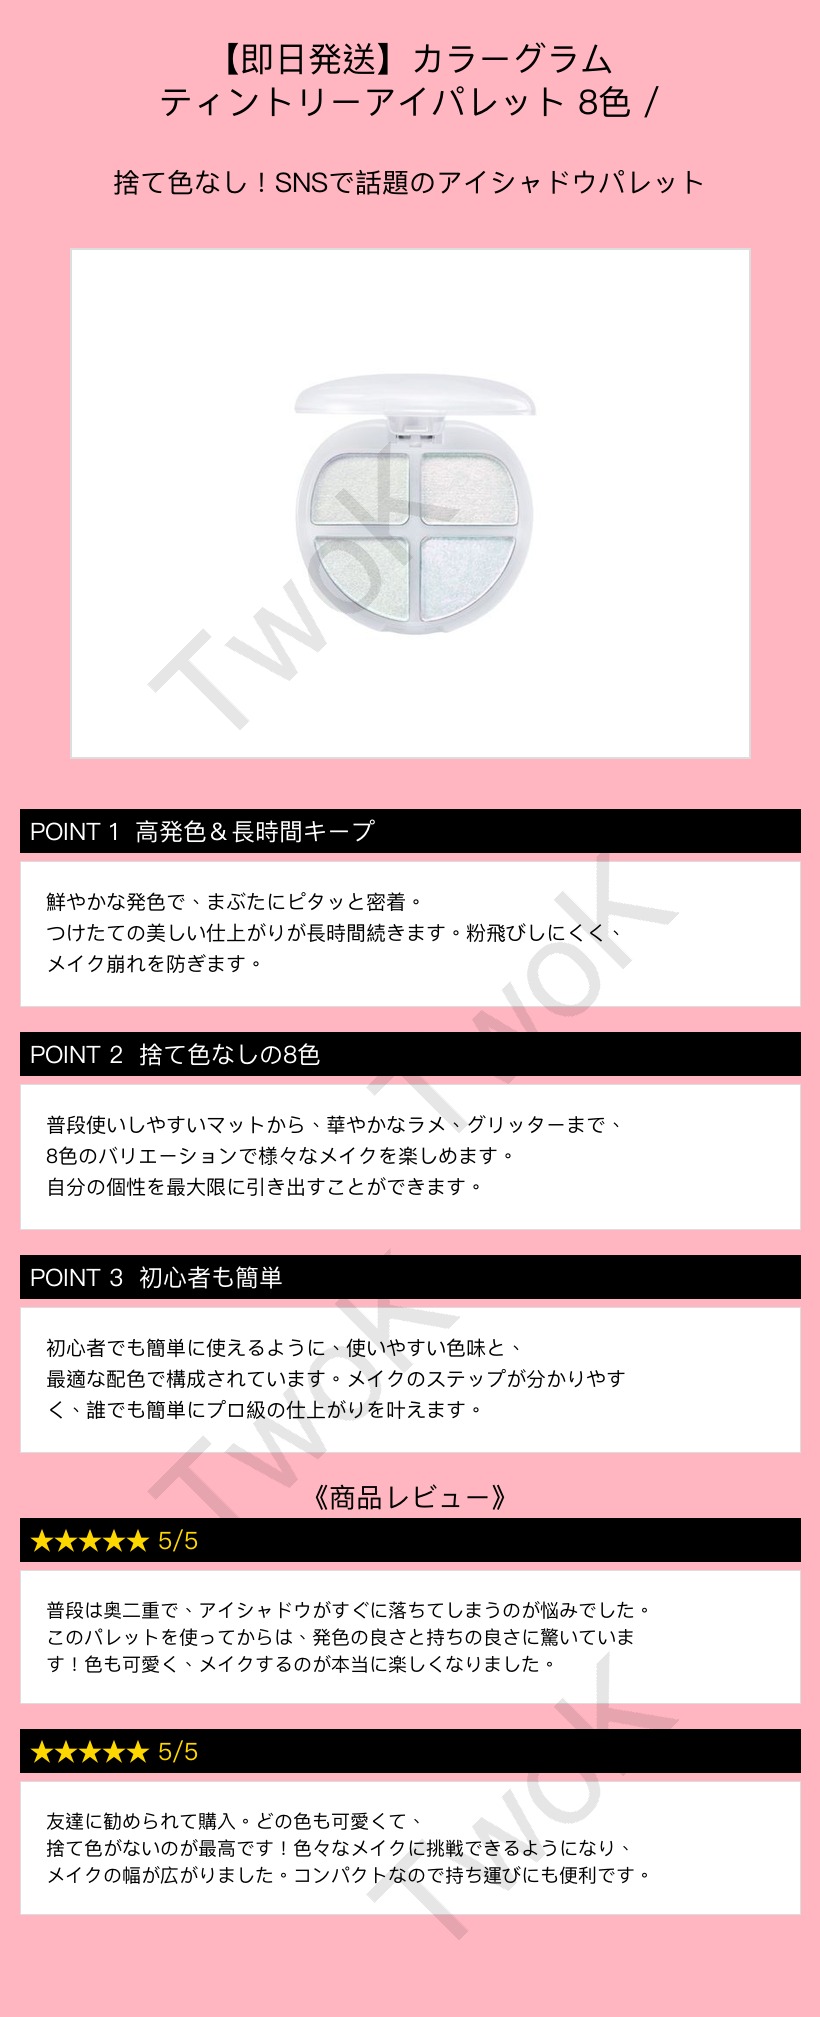 【即日発送】カラーグラム
ティントリーアイパレット 8色 /
捨て色なし！SNSで話題のアイシャドウパレット
TwoK
POINT 1 高発色＆長時間キープ
鮮やかな発色で、まぶたにピタッと密着。
つけたての美しい仕上がりが長時間続きます。粉飛びしにくく、
メイク崩れを防ぎます。
TwoK
POINT 2 捨て色なしの8色
普段使いしやすいマットから、華やかなラメ、グリッターまで、
8色のバリエーションで様々なメイクを楽しめます。
自分の個性を最大限に引き出すことができます。
POINT 3 初心者も簡単
初心者でも簡単に使えるように、使いやすい色味と、
最適な配色で構成されています。メイクのステップが分かりやす
く、誰でも簡単にプロ級の仕上がりを叶えます。
TwoK
《商品レビュー》
★★★★★ 5/5
普段は奥二重で、アイシャドウがすぐに落ちてしまうのが悩みでした。
このパレットを使ってからは、発色の良さと持ちの良さに驚いていま
す！色も可愛く、メイクするのが本当に楽しくなりました。
★★★★★ 5/5
友達に勧められて購入。どの色も可愛くて、
捨て色がないのが最高です！色々なメイクに挑戦できるようになり、
メイクの幅が広がりました。コンパクトなので持ち運びにも便利です。
TwoK